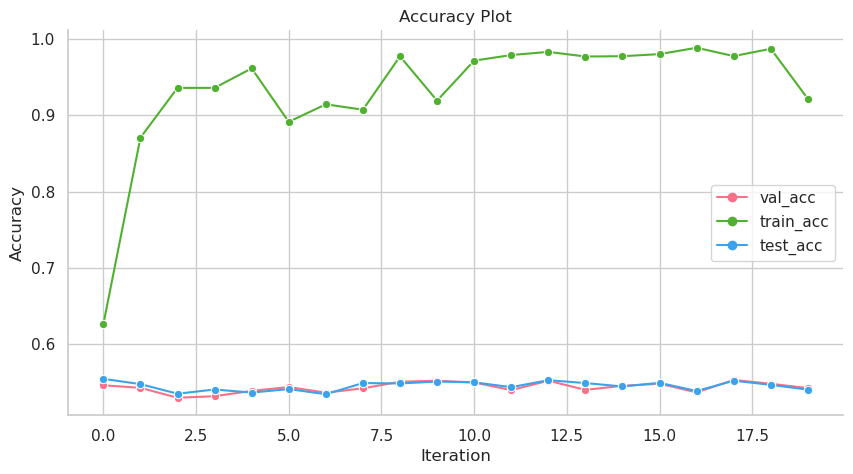 Accuracy Plot
1.0
0.9
0.8
0.7
0.6
Accuracy
val_acc
train_acc
test_acc
0.0 2.5 5.0 7.5 10.0 12.5 15.0 17.5
Iteration